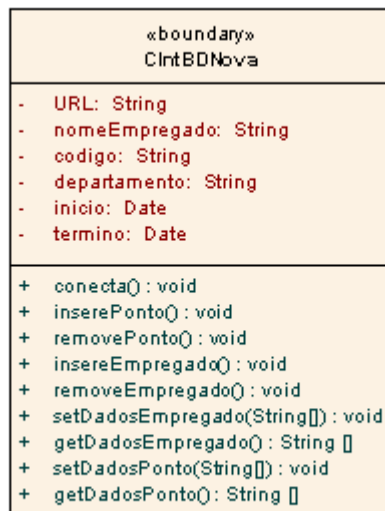 «boundary»
CIntBDNova
- URL: String
- nomeEmpregado: String
- codigo: String
- departamento: String
- inicio: Date
- termino: Date
+ conecta() : void
+ inserePonto() : void
+ removePonto() : void
+ insereEmpregado() : void
+ removeEmpregado() : void
+ setDadosEmpregado(String[]) : void
+ getDadosEmpregado() : String []
+ setDadosPonto(String[]) : void
+ getDadosPonto() : String []